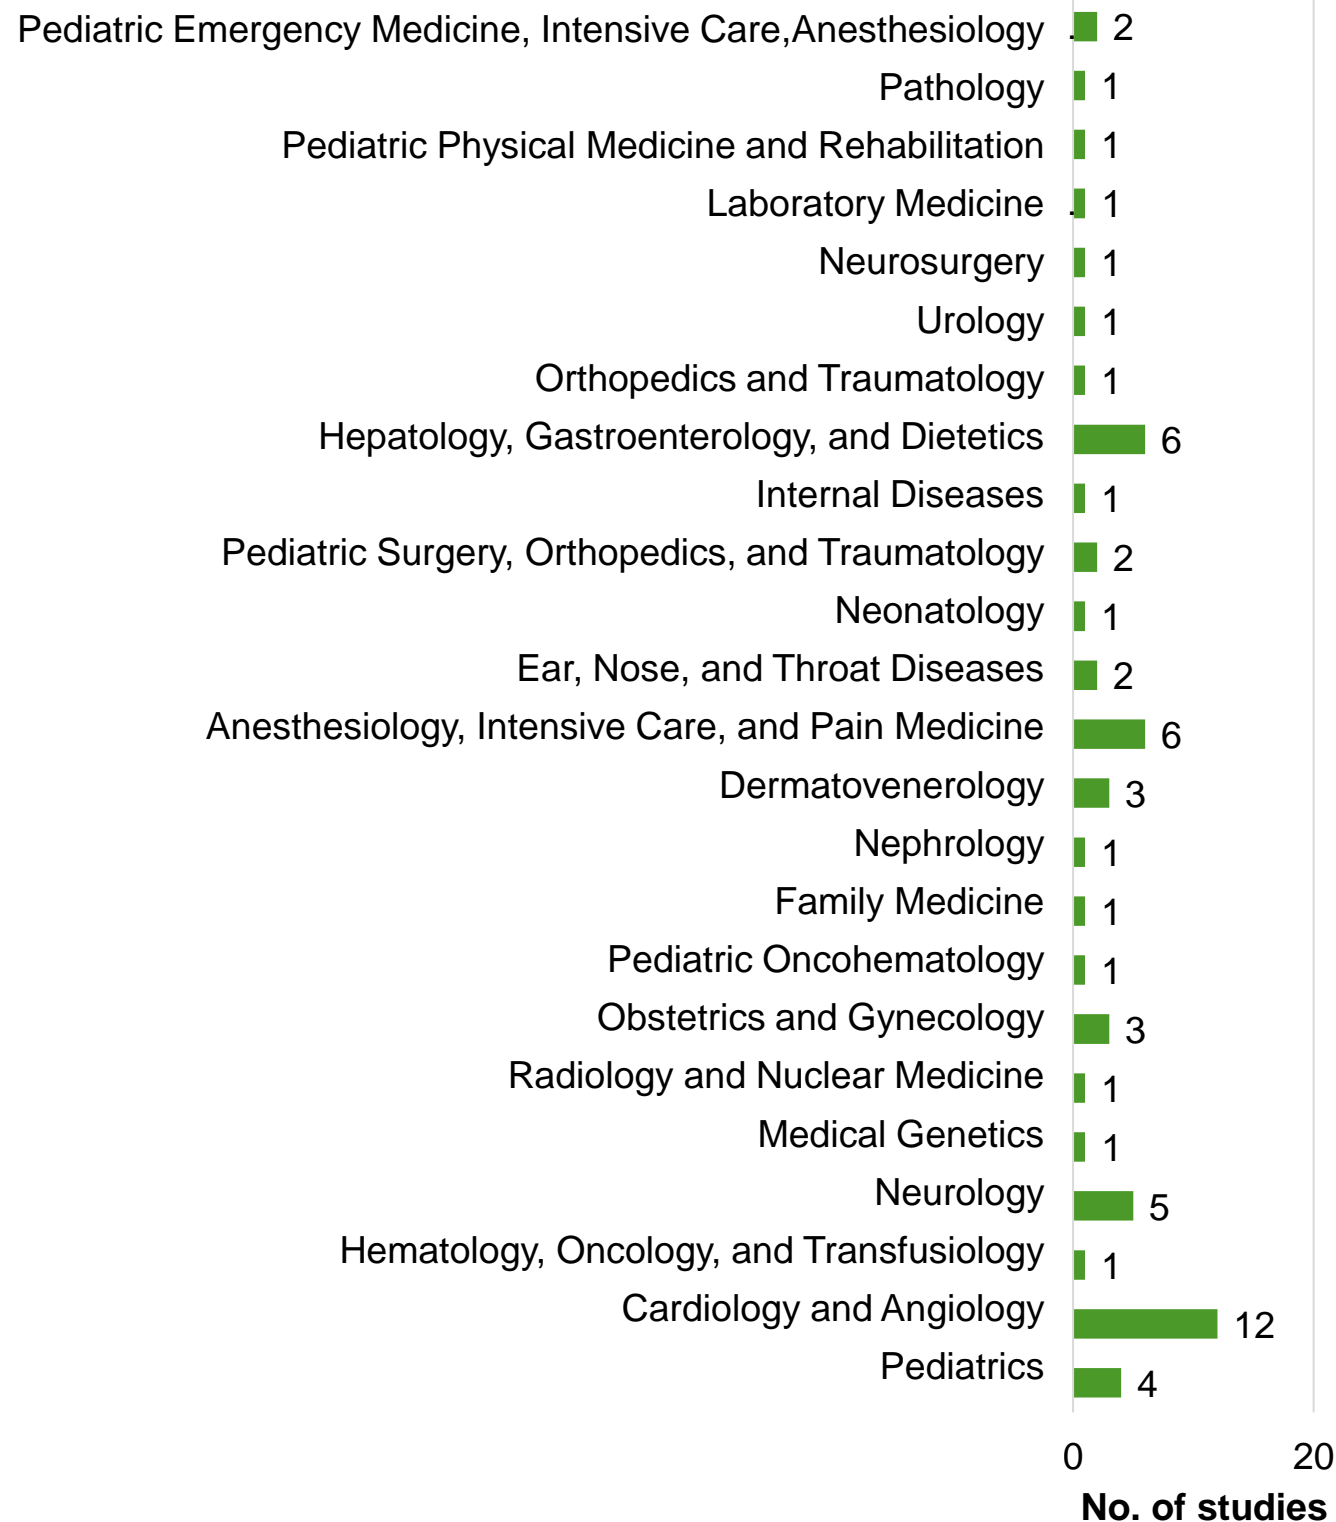 Pediatric Emergency Medicine, Intensive Care,Anesthesiology 2
Pathology 1
Pediatric Physical Medicine and Rehabilitation 1
Laboratory Medicine 1
Neurosurgery 1
Urology 1
Orthopedics and Traumatology 1
Hepatology, Gastroenterology, and Dietetics 6
Internal Diseases 1
Pediatric Surgery, Orthopedics, and Traumatology 2
Neonatology 1
Ear, Nose, and Throat Diseases 2
Anesthesiology, Intensive Care, and Pain Medicine 6
Dermatovenerology 3
Nephrology 1
Family Medicine 1
Pediatric Oncohematology 1
Obstetrics and Gynecology 3
Radiology and Nuclear Medicine 1
Medical Genetics 1
Neurology 5
Hematology, Oncology, and Transfusiology 1
Cardiology and Angiology 12
Pediatrics 4
0 20
No. of studies